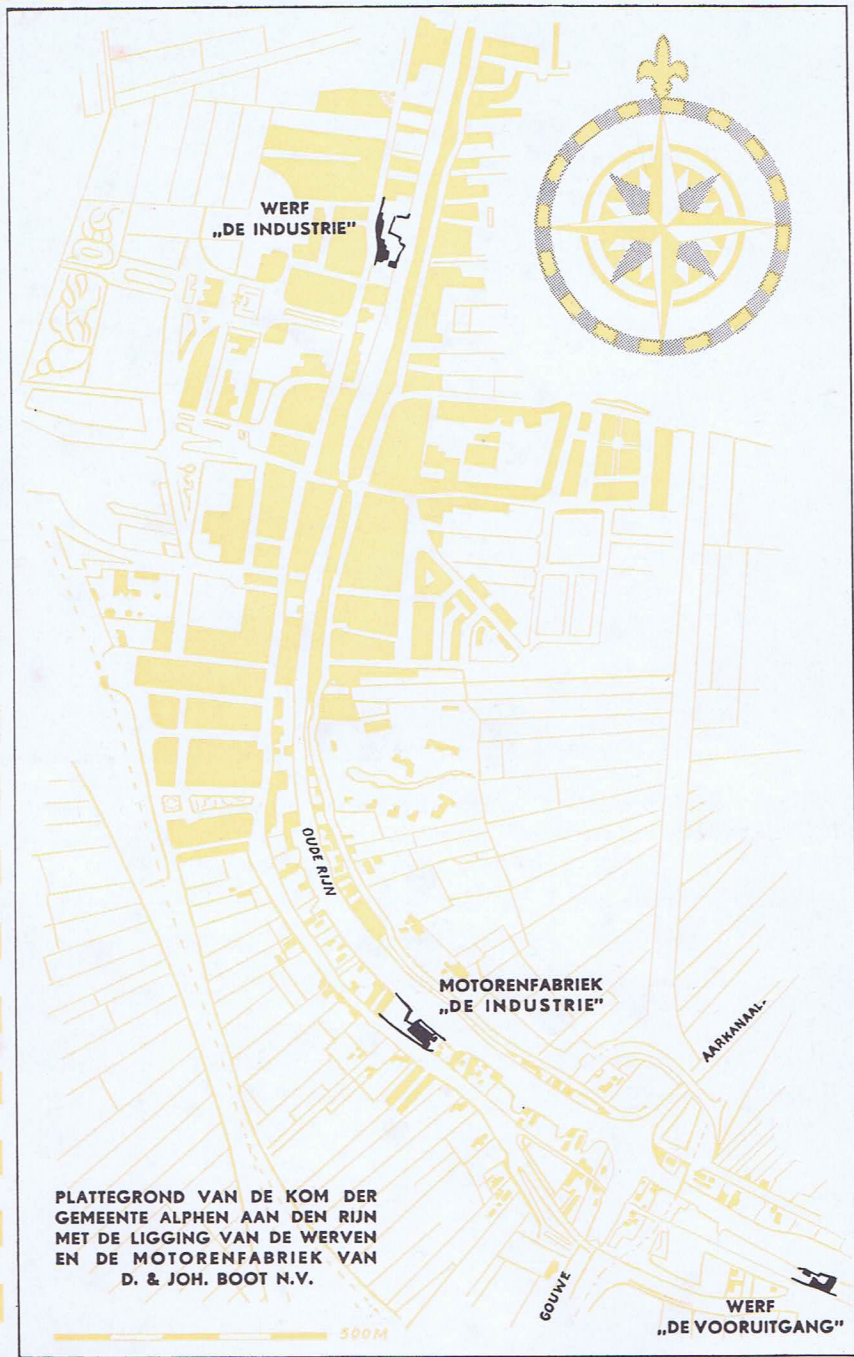 WERF
„DE INDUSTRIE”
OUDE RIJN
MOTORENFABRIEK
„DE INDUSTRIE”
AARKANAAL.
PLATTEGROND VAN DE KOM DER
GEMEENTE ALPHEN AAN DEN RIJN
MET DE LIGGING VAN DE WERVEN
EN DE MOTORENFABRIEK VAN
D. & JOH. BOOT N.V.
GOUWE
WERF
„DE VOORUITGANG”
500M